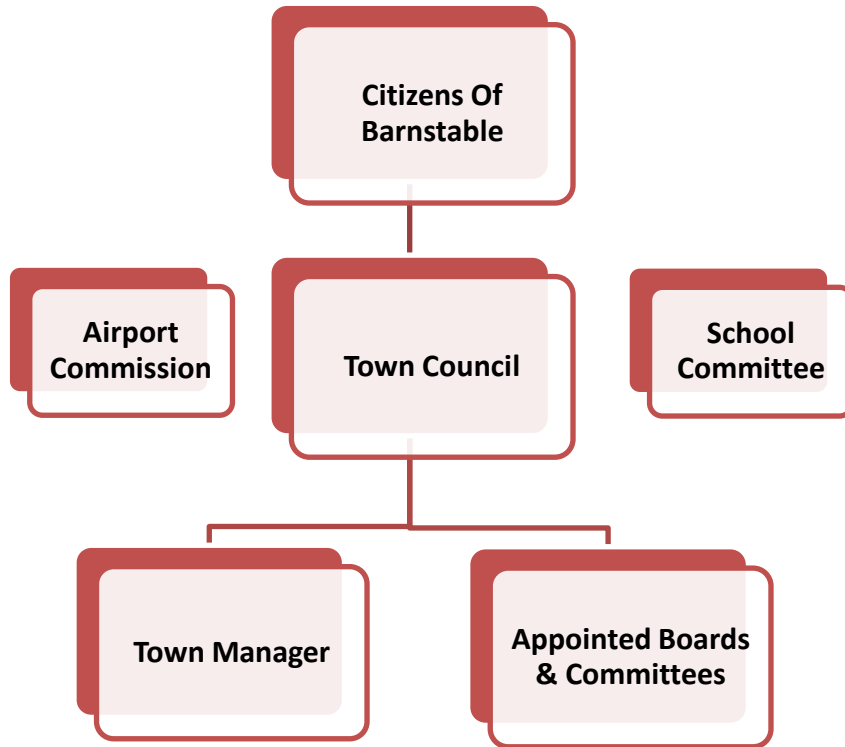 Citizens Of
Barnstable
Airport
Commission
Town Council
School
Committee
Town Manager
Appointed Boards
& Committees